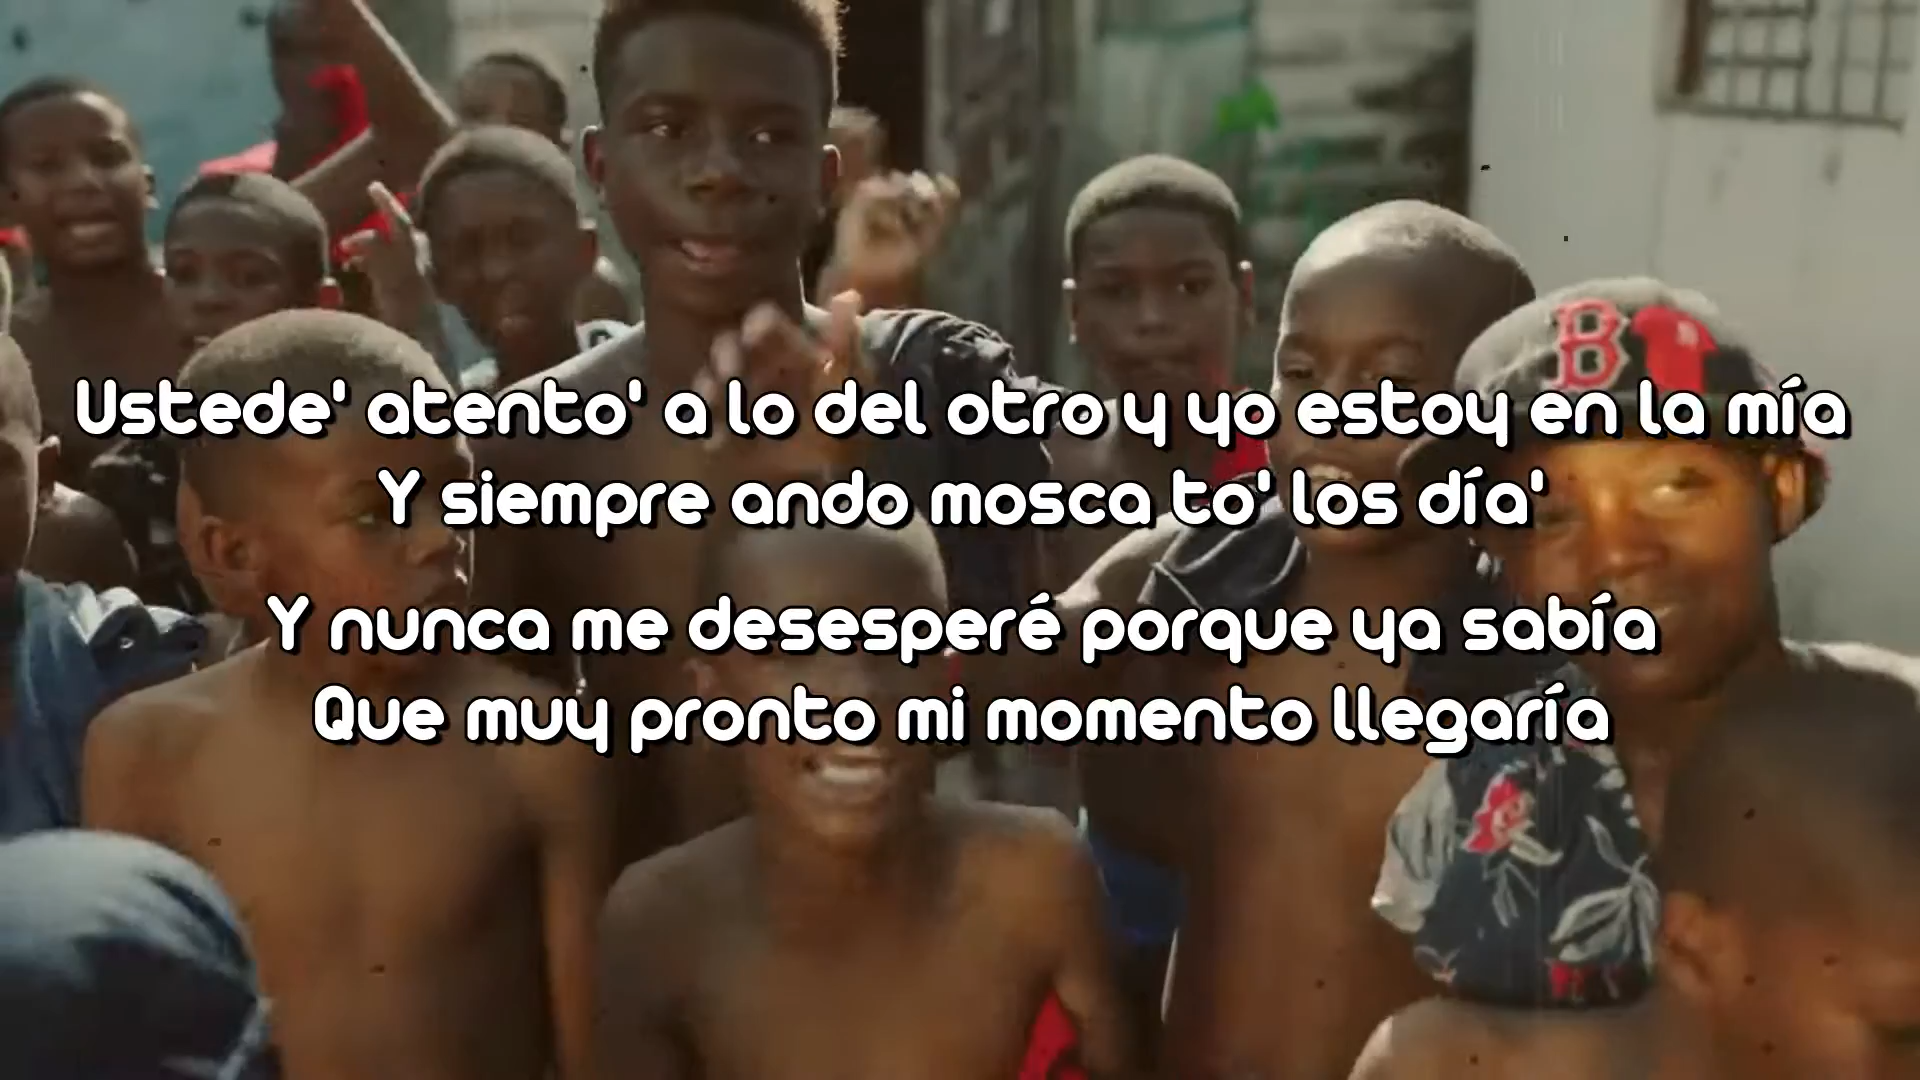 Ustede' atento' a lo del otro y yo estoy en la mía
Y siempre ando mosca to' los día'
Y nunca me desesperé porque ya sabía
Que muy pronto mi momento llegaría
B